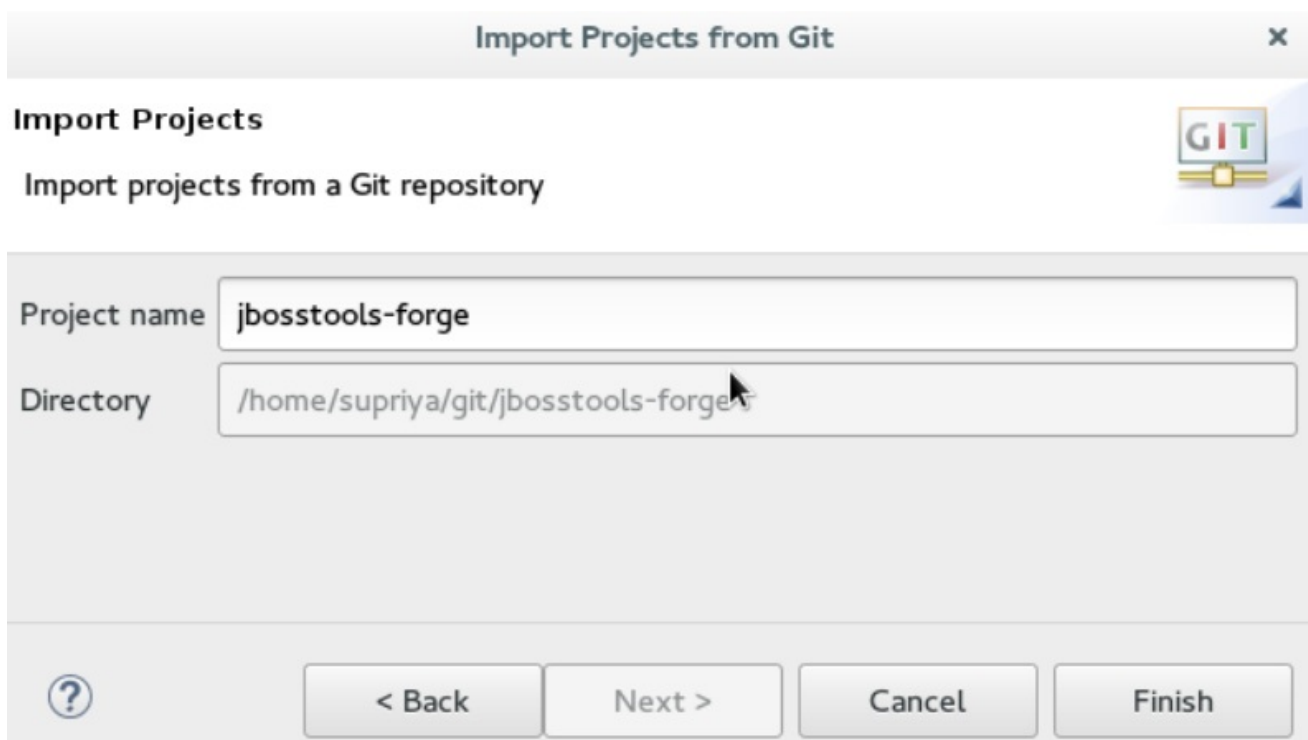 Import Projects from Git
Import Projects
GIT
Import projects from a Git repository
Project name jbosstools-forge
Directory /home/supriya/git/jbosstools-forge
? < Back Next > Cancel Finish